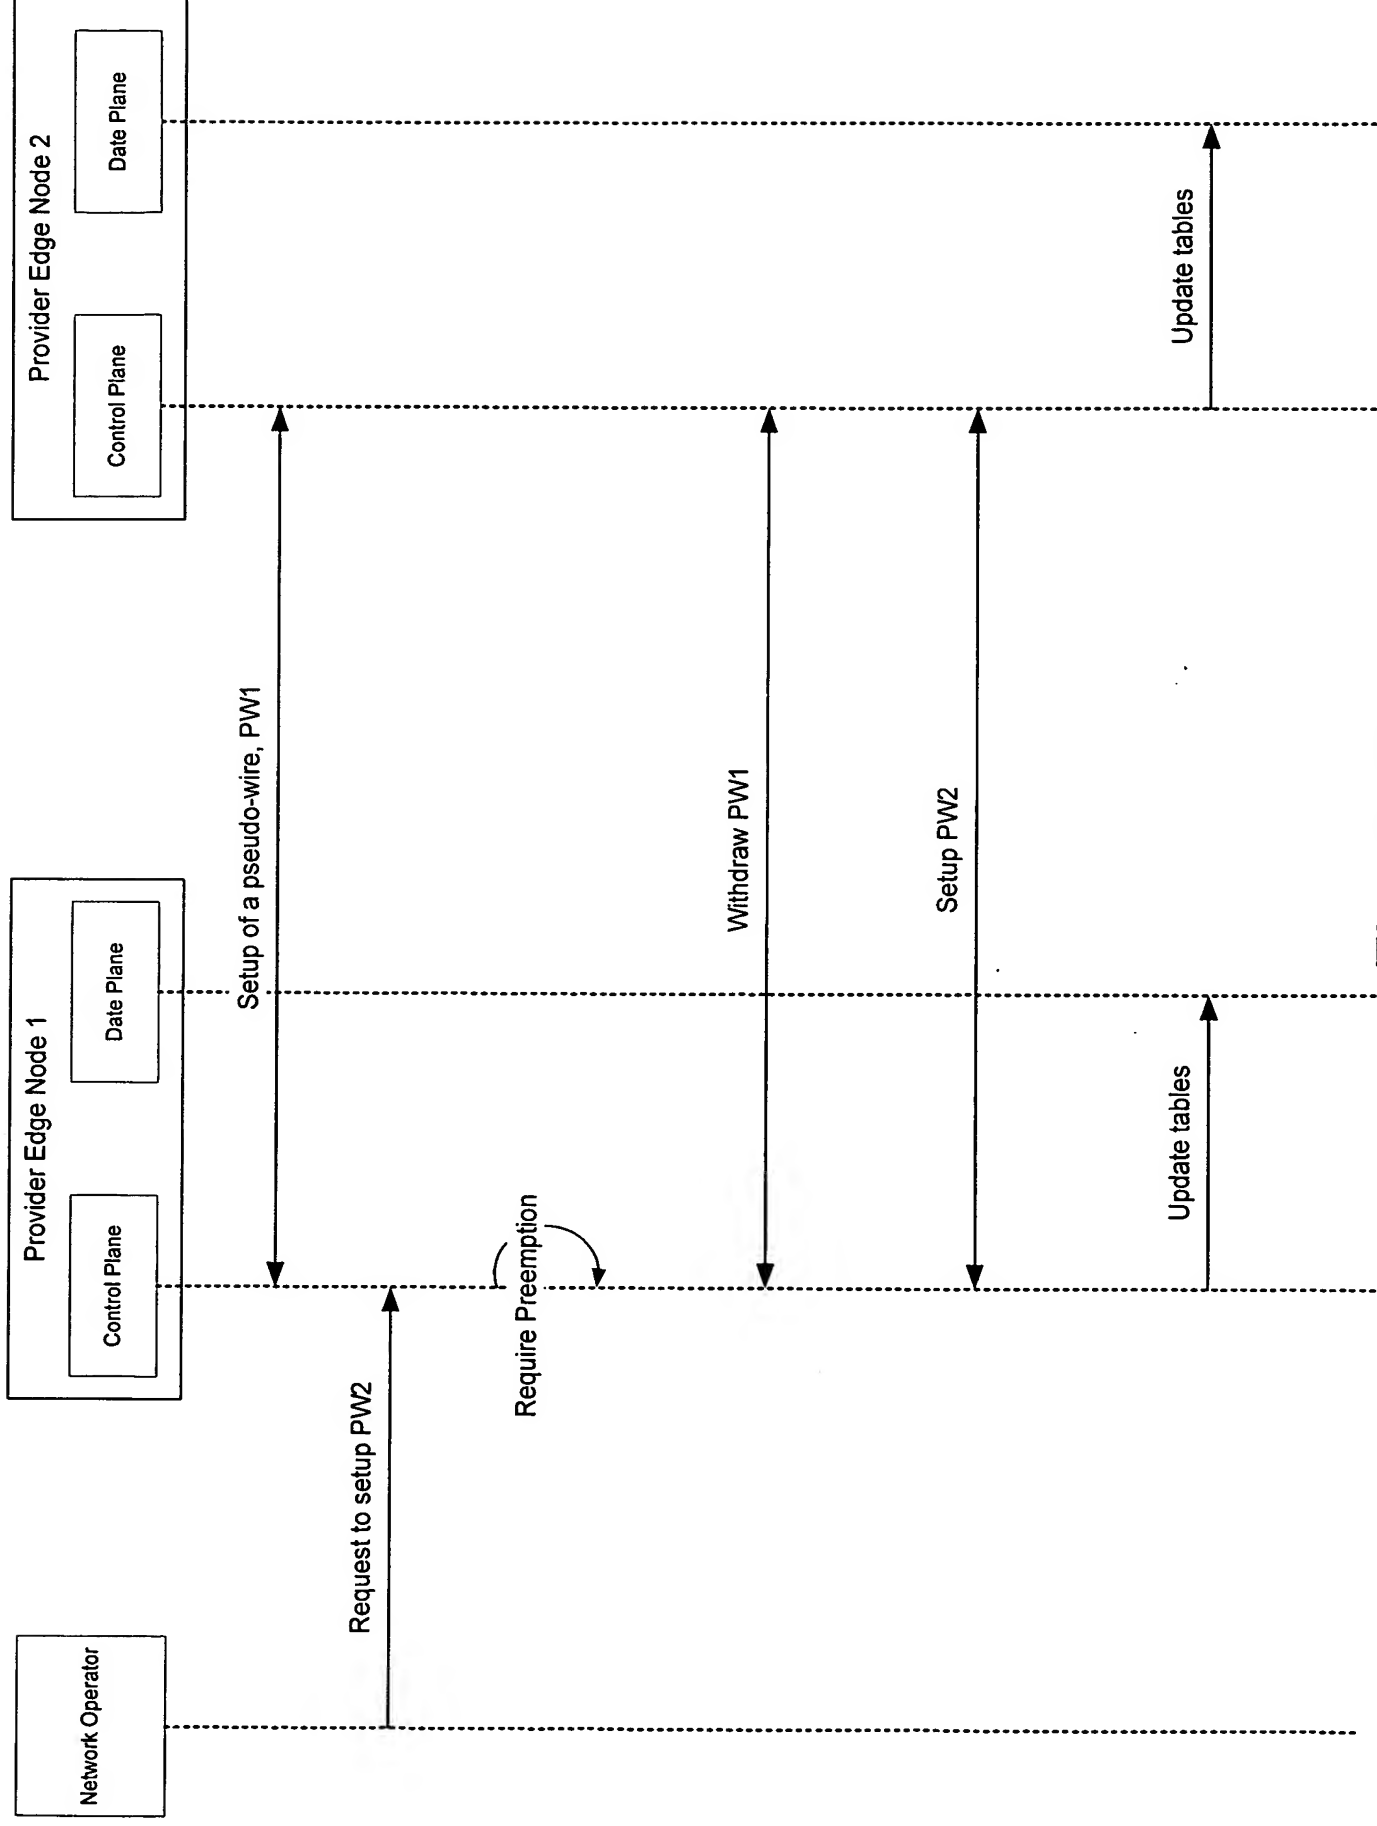 Network Operator
Provider Edge Node 1
Control Plane
Date Plane
Provider Edge Node 2
Control Plane
Date Plane
Setup of a pseudo-wire, PW1
Request to setup PW2
Require Preemption
Withdraw PW1
Setup PW2
Update tables
Update tables